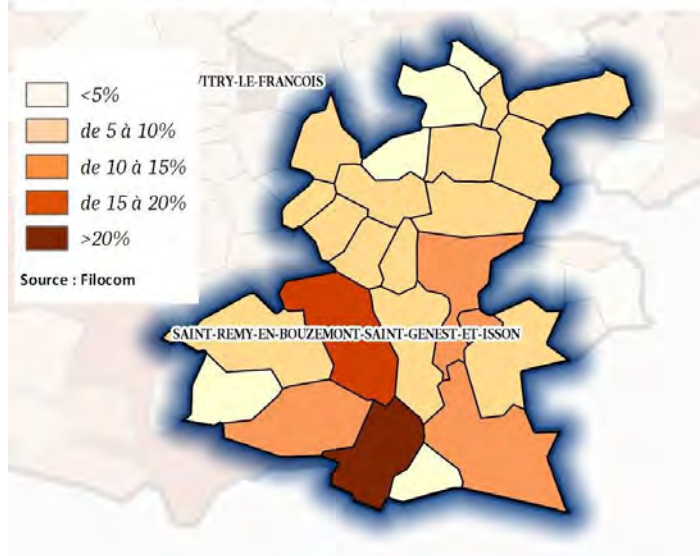 VITRY-LE-FRANCOIS
<5%
de 5 à 10%
de 10 à 15%
de 15 à 20%
>20%
Source : Filocom
SAINT-REMY-EN-BOUZEMONT-SAINT-GENEST-ET-ISSON